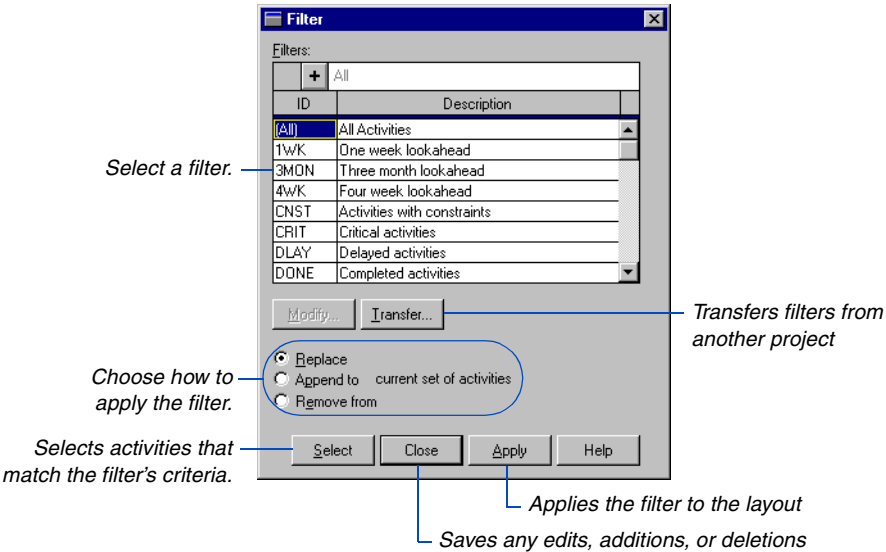 Filter
Filters:
+ All
ID Description
(All) All Activities
1WK One week lookahead
3MON Three month lookahead
4WK Four week lookahead
CNST Activities with constraints
CRIT Critical activities
DLAY Delayed activities
DONE Completed activities
Select a filter.
Modify... Transfer...
Transfers filters from
another project
Replace
Append to current set of activities
Remove from
Choose how to
apply the filter.
Select Close Apply Help
Selects activities that
match the filter's criteria.
Applies the filter to the layout
Saves any edits, additions, or deletions